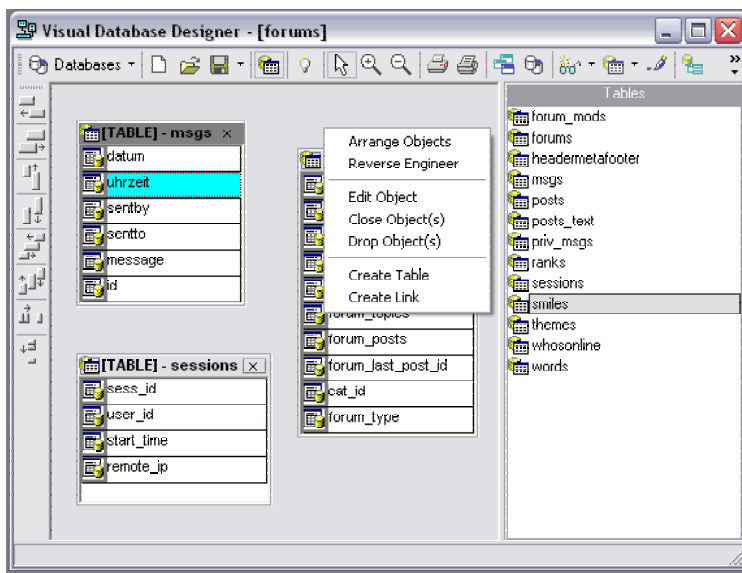 Visual Database Designer - [forums]
Databases
[TABLE] - msgs
datum
uhrzeit
sentby
sentto
message
id
[TABLE] - sessions
sess_id
user_id
start_time
remote_ip
Arrange Objects
Reverse Engineer
Edit Object
Close Object(s)
Drop Object(s)
Create Table
Create Link
forum_topics
forum_posts
forum_last_post_id
cat_id
forum_type
Tables
forum_mods
forums
headermetafooter
msgs
posts
posts_text
priv_msgs
ranks
sessions
smiles
themes
whosonline
words